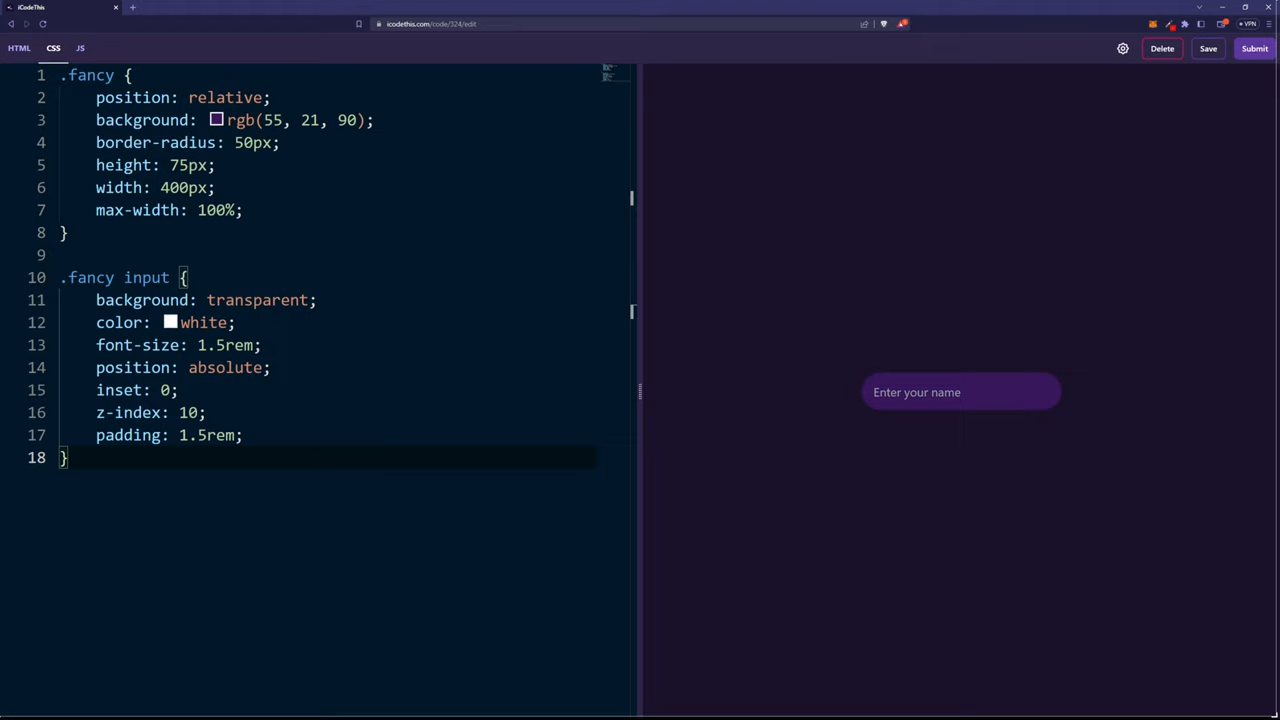 iCodeThis
icodethis.com/code/324/edit
VPN
HTML CSS JS
Delete Save Submit
1 .fancy {
2 position: relative;
3 background: rgb(55, 21, 90);
4 border-radius: 50px;
5 height: 75px;
6 width: 400px;
7 max-width: 100%;
8 }
9
10 .fancy input {
11 background: transparent;
12 color: white;
13 font-size: 1.5rem;
14 position: absolute;
15 inset: 0;
16 z-index: 10;
17 padding: 1.5rem;
18 }
Enter your name